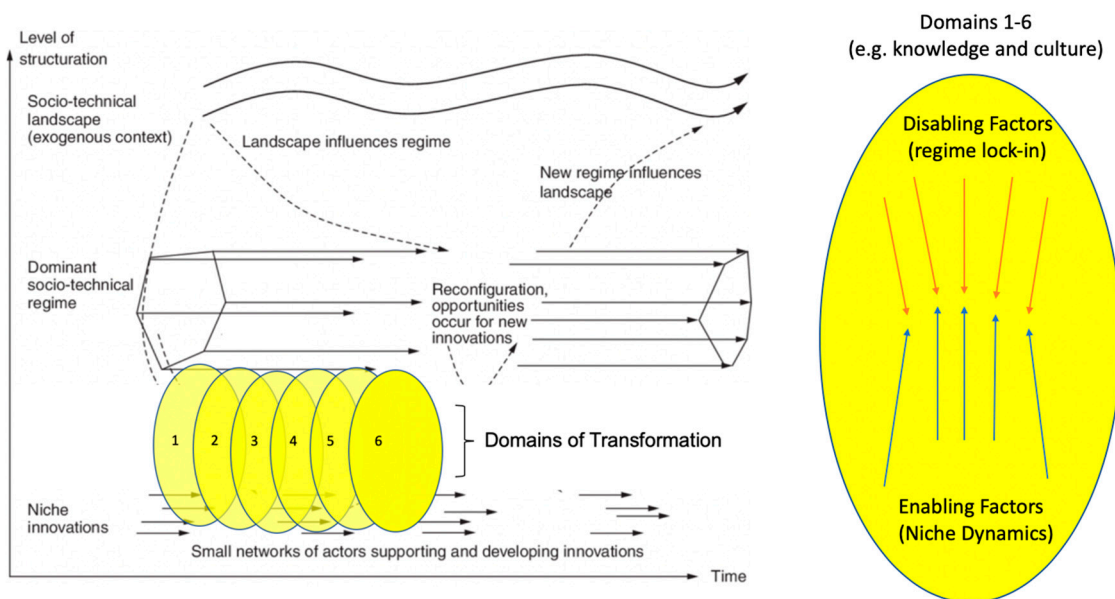 Level of
structuration
Socio-technical
landscape
(exogenous context)
Landscape influences regime
New regime influences
landscape
Dominant
socio-technical
regime
Reconfiguration,
opportunities
occur for new
innovations
1 2 3 4 5 6
Domains of Transformation
Niche
innovations
Small networks of actors supporting and developing innovations
Time
Domains 1-6
(e.g. knowledge and culture)
Disabling Factors
(regime lock-in)
Enabling Factors
(Niche Dynamics)